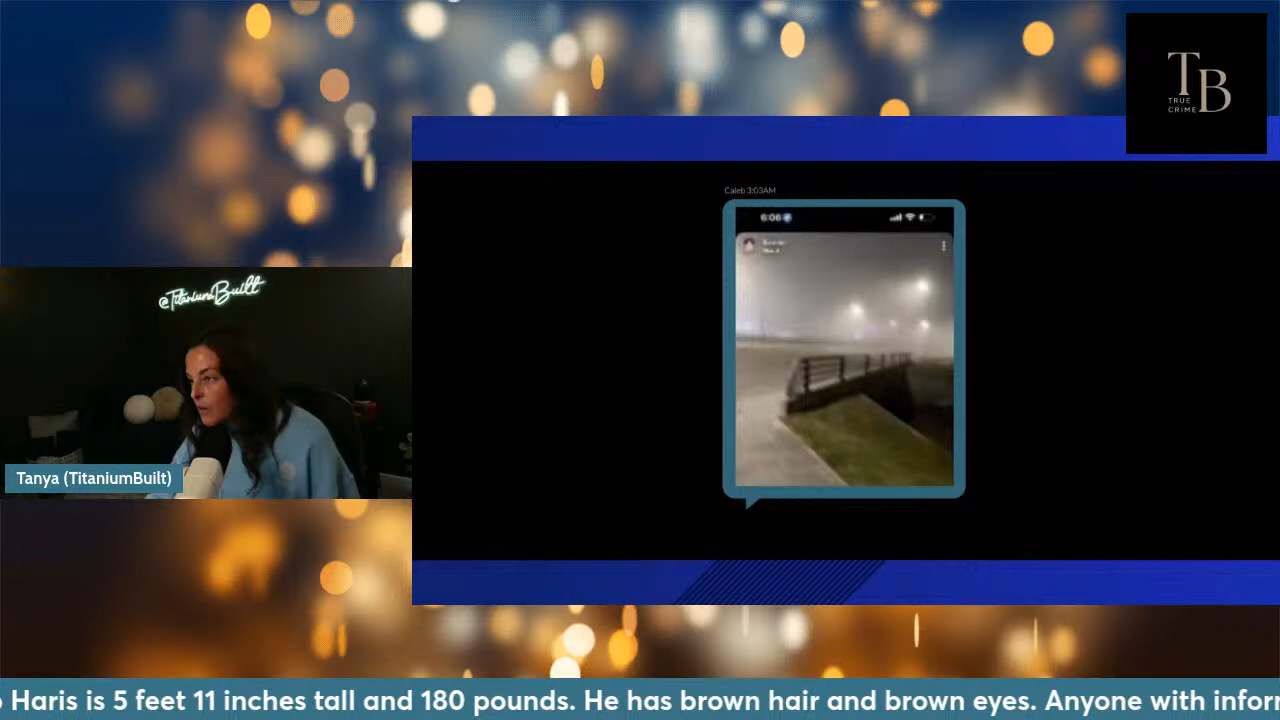 TB
TRUE
CRIME
Caleb 3:03AM
6:06
@TitaniumBuilt
Tanya (TitaniumBuilt)
Haris is 5 feet 11 inches tall and 180 pounds. He has brown hair and brown eyes. Anyone with infor